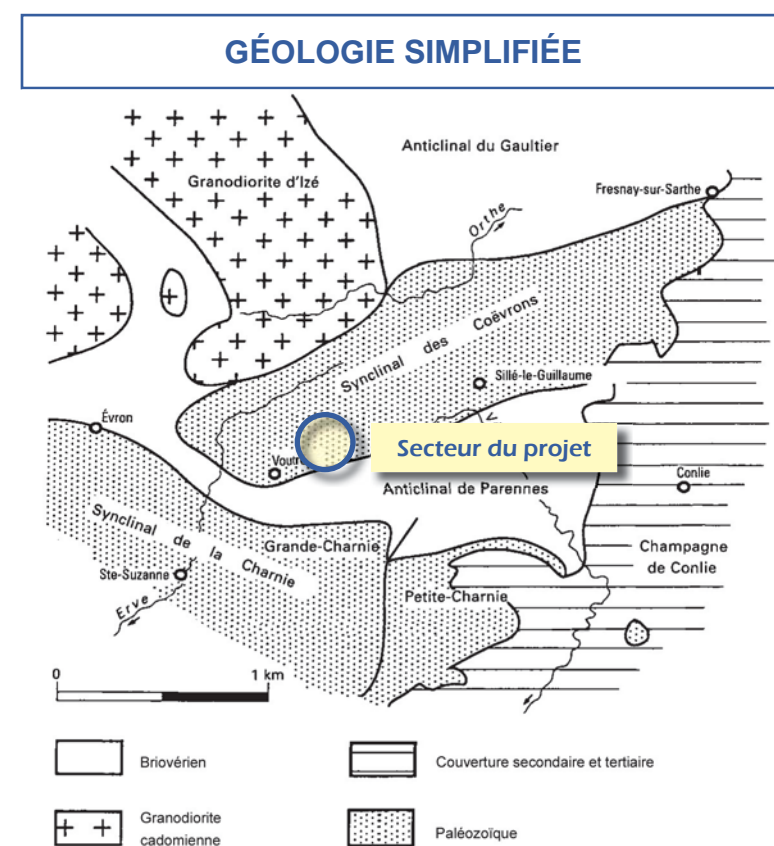 GÉOLOGIE SIMPLIFIÉE
Anticlinal du Gaultier
Granodiorite d'Izé
Fresnay-sur-Sarthe
Orthe
Synclinal des Coëvrons
Sillé-le-Guillaume
Évron
Secteur du projet
Voutr
Conlie
Anticlinal de Parennes
Synclinal de la Charnie
Grande-Charnie
Champagne
de Conlie
Ste-Suzanne
Petite-Charnie
Erve
0 1 km
Briovérien
Couverture secondaire et tertiaire
Granodiorite
cadomienne
Paléozoïque